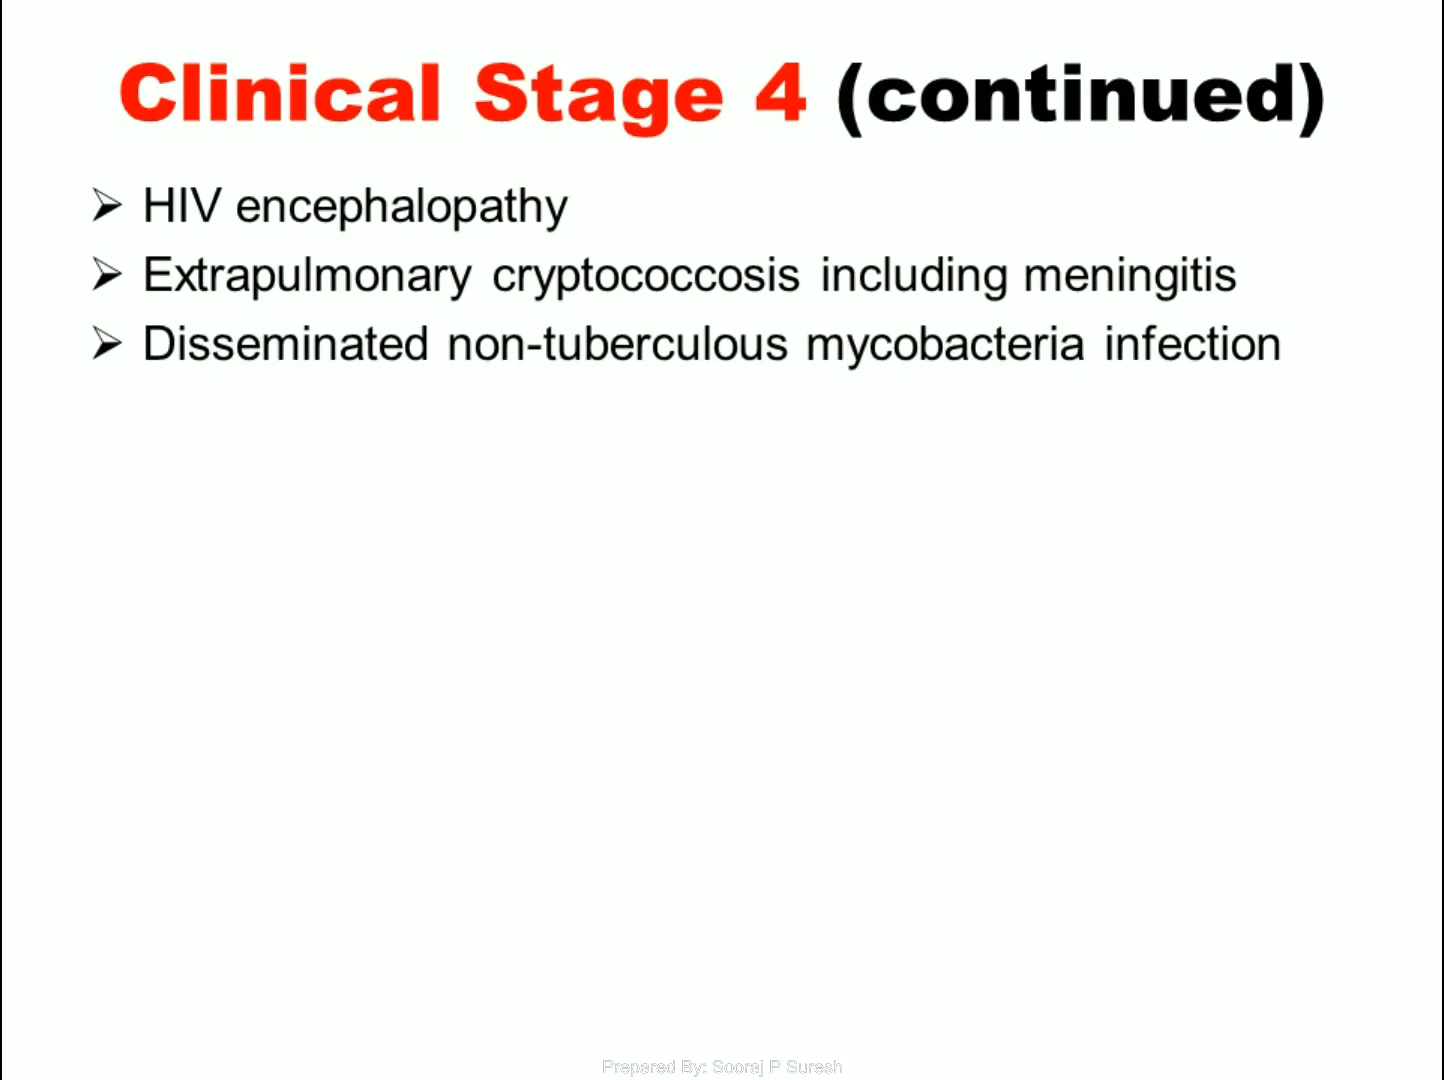 Clinical Stage 4 (continued)
➢ HIV encephalopathy
➢ Extrapulmonary cryptococcosis including meningitis
➢ Disseminated non-tuberculous mycobacteria infection
Prepared By: Sooraj P Suresh